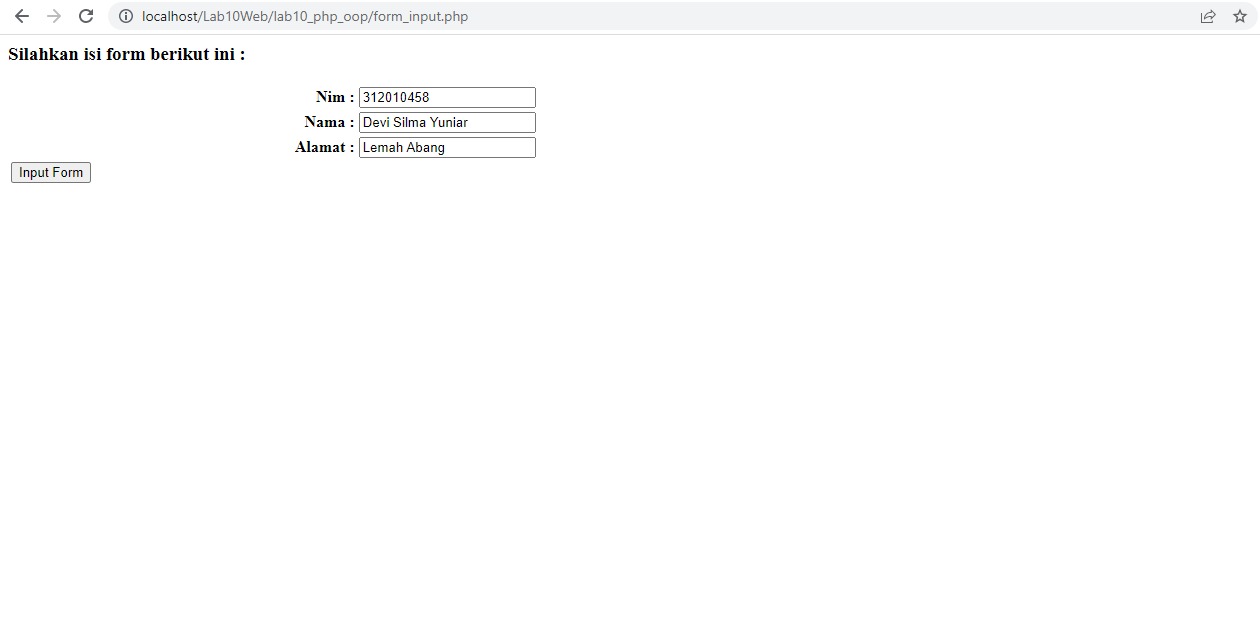 localhost/Lab10Web/lab10_php_oop/form_input.php
Silahkan isi form berikut ini :
Nim : 312010458
Nama : Devi Silma Yuniar
Alamat : Lemah Abang
Input Form